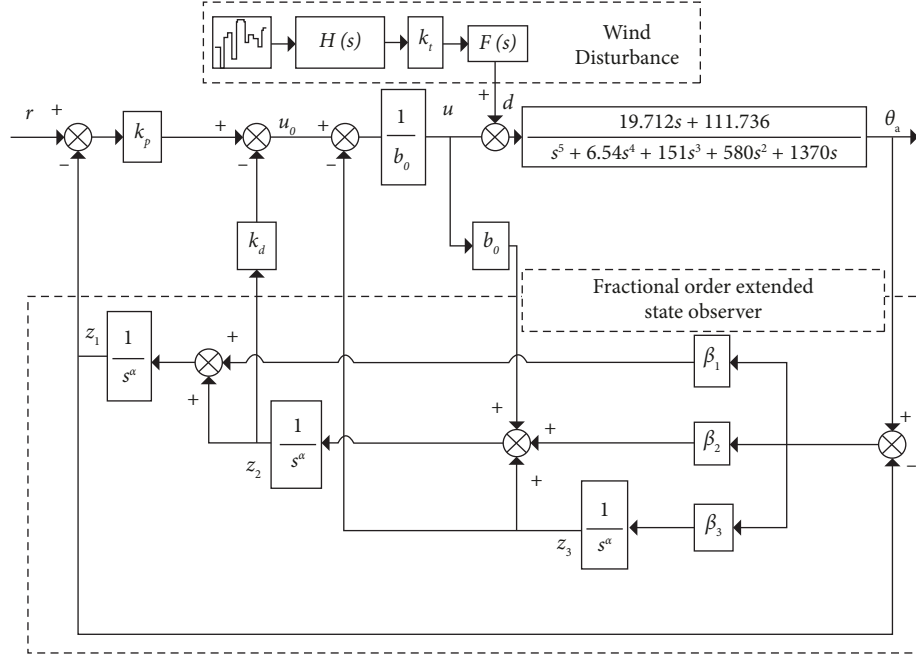 H (s)
k_t
F (s)
Wind
Disturbance
r
+
−
k_p
+
−
u_0
+
−
1
b_0
u
+
d
19.712s + 111.736
s^5 + 6.54s^4 + 151s^3 + 580s^2 + 1370s
θ_a
k_d
b_0
Fractional order extended
state observer
z_1
1
s^α
+
+
β_1
z_2
1
s^α
+
+
+
β_2
+
−
z_3
1
s^α
β_3